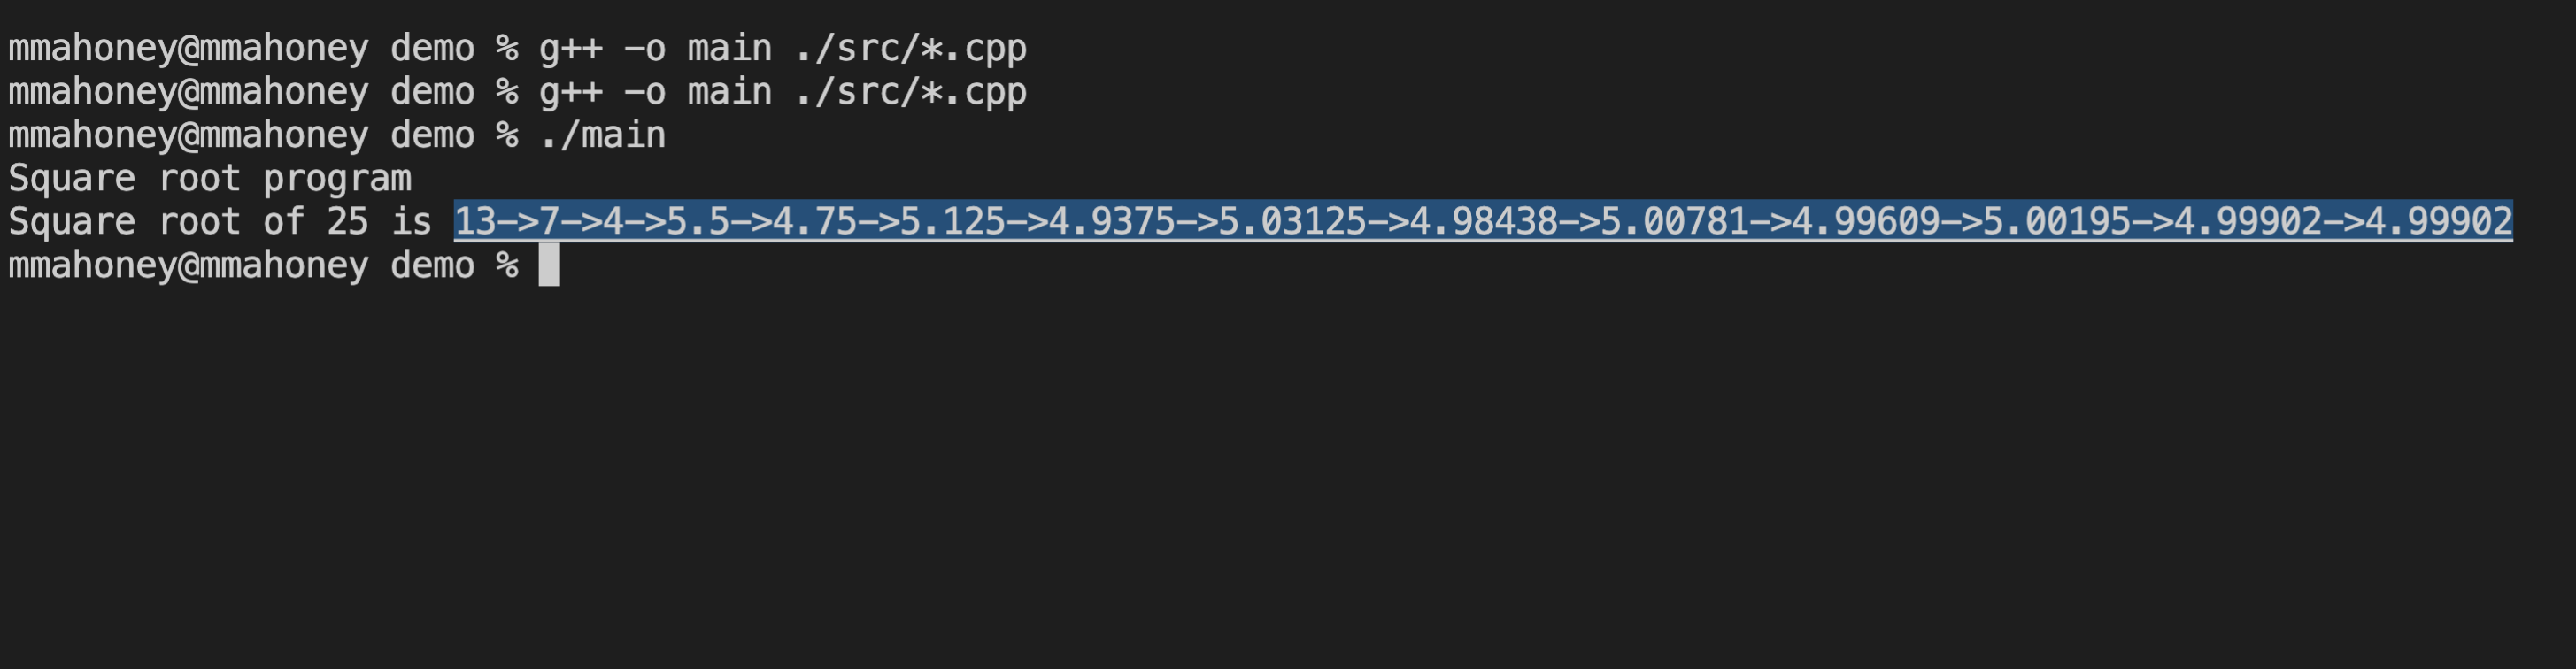 mmahoney@mmahoney demo % g++ -o main ./src/*.cpp
mmahoney@mmahoney demo % g++ -o main ./src/*.cpp
mmahoney@mmahoney demo % ./main
Square root program
Square root of 25 is 13->7->4->5.5->4.75->5.125->4.9375->5.03125->4.98438->5.00781->4.99609->5.00195->4.99902->4.99902
mmahoney@mmahoney demo %